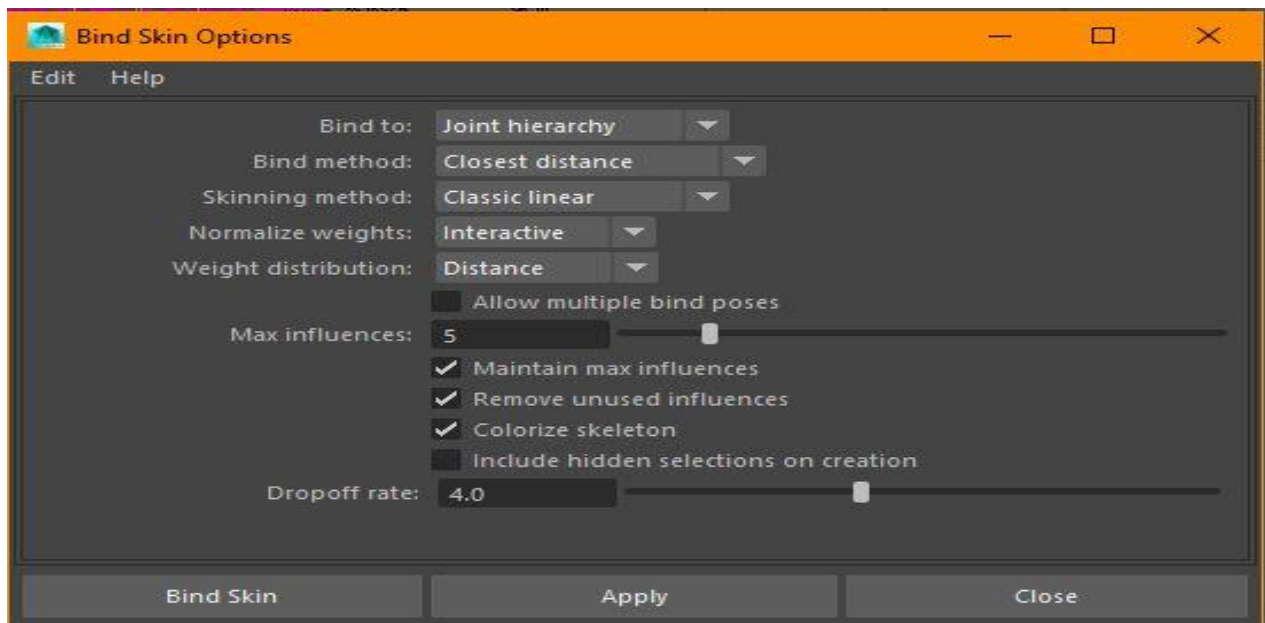 Bind Skin Options
Edit Help
Bind to: Joint hierarchy
Bind method: Closest distance
Skinning method: Classic linear
Normalize weights: Interactive
Weight distribution: Distance
Allow multiple bind poses
Max influences: 5
Maintain max influences
Remove unused influences
Colorize skeleton
Include hidden selections on creation
Dropoff rate: 4.0
Bind Skin Apply Close